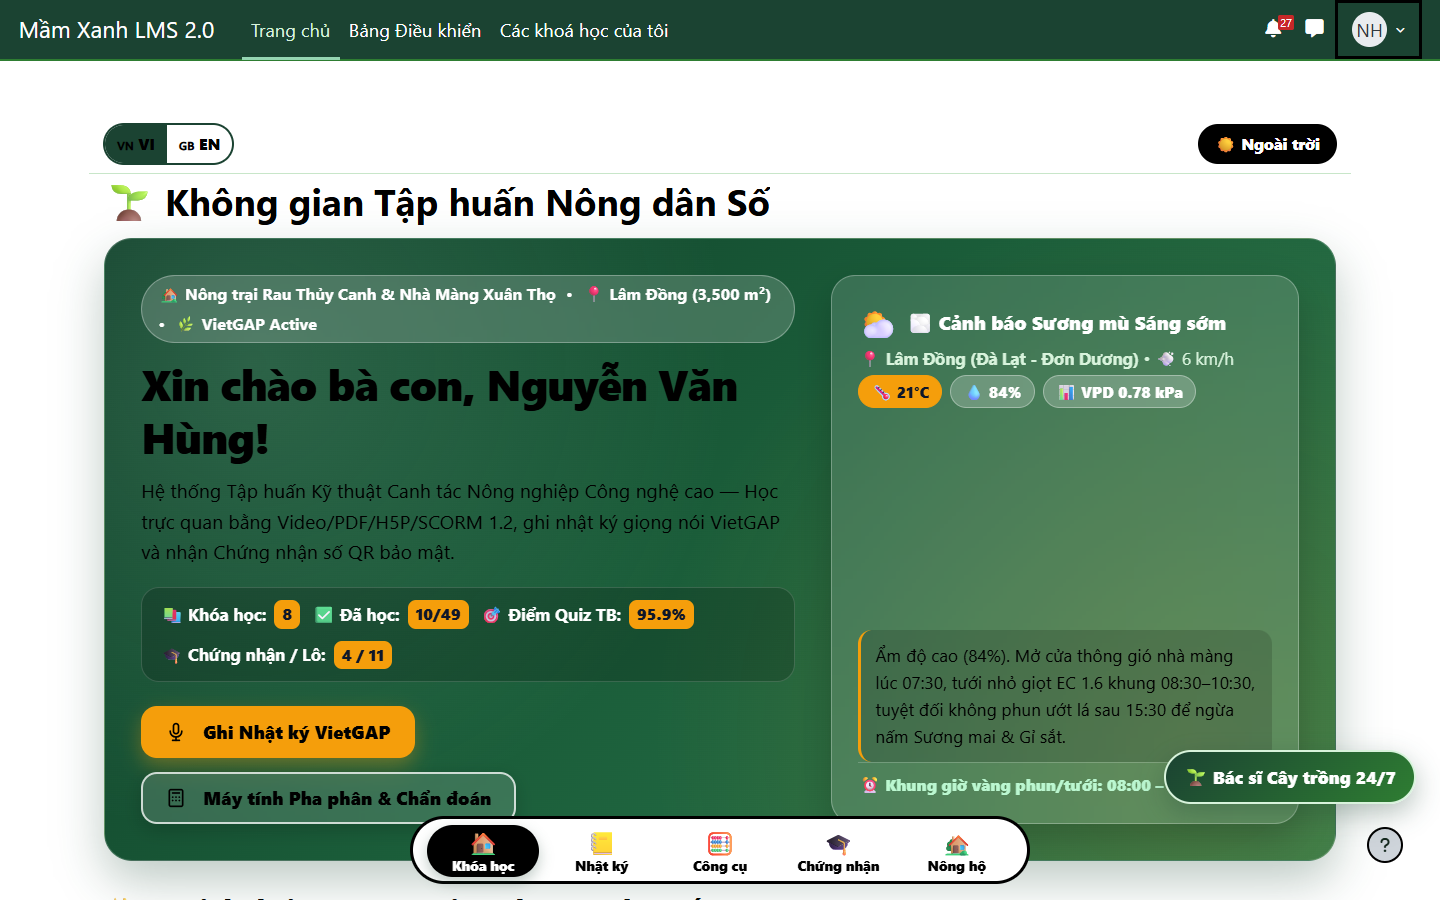 Mầm Xanh LMS 2.0
Trang chủ
Bảng Điều khiển
Các khoá học của tôi
27
NH
VN VI
GB EN
Ngoài trời
Không gian Tập huấn Nông dân Số
Nông trại Rau Thủy Canh & Nhà Màng Xuân Thọ • Lâm Đồng (3,500 m²)
• VietGAP Active
Xin chào bà con, Nguyễn Văn
Hùng!
Hệ thống Tập huấn Kỹ thuật Canh tác Nông nghiệp Công nghệ cao — Học
trực quan bằng Video/PDF/H5P/SCORM 1.2, ghi nhật ký giọng nói VietGAP
và nhận Chứng nhận số QR bảo mật.
Khóa học: 8 Đã học: 10/49 Điểm Quiz TB: 95.9%
Chứng nhận / Lô: 4 / 11
Ghi Nhật ký VietGAP
Máy tính Pha phân & Chẩn đoán
Cảnh báo Sương mù Sáng sớm
Lâm Đồng (Đà Lạt - Đơn Dương) • 6 km/h
21°C
84%
VPD 0.78 kPa
Ẩm độ cao (84%). Mở cửa thông gió nhà màng
lúc 07:30, tưới nhỏ giọt EC 1.6 khung 08:30–10:30,
tuyệt đối không phun ướt lá sau 15:30 để ngừa
nấm Sương mai & Gỉ sắt.
Khung giờ vàng phun/tưới: 08:00 –
Bác sĩ Cây trồng 24/7
Khóa học
Nhật ký
Công cụ
Chứng nhận
Nông hộ
?